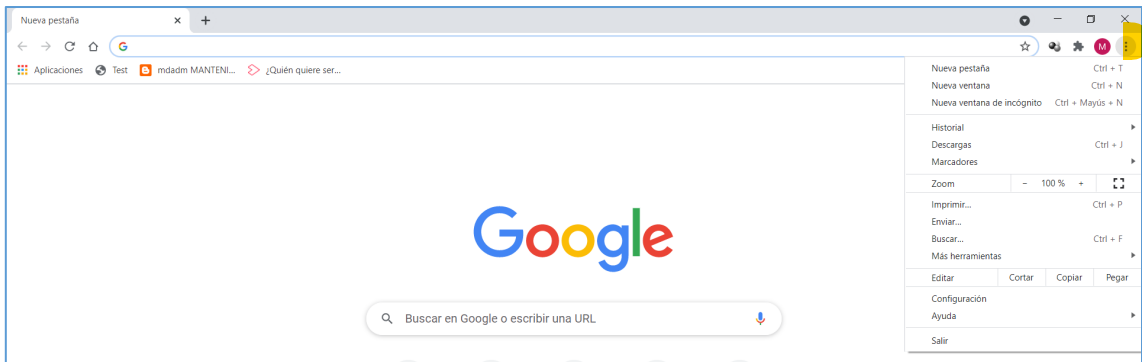 Nueva pestaña
Aplicaciones Test mdadm MANTENI... ¿Quién quiere ser...
M
Nueva pestaña Ctrl + T
Nueva ventana Ctrl + N
Nueva ventana de incógnito Ctrl + Mayús + N
Historial
Descargas Ctrl + J
Marcadores
Zoom - 100 % +
Imprimir... Ctrl + P
Enviar...
Buscar... Ctrl + F
Más herramientas
Editar Cortar Copiar Pegar
Configuración
Ayuda
Salir
Google
Buscar en Google o escribir una URL